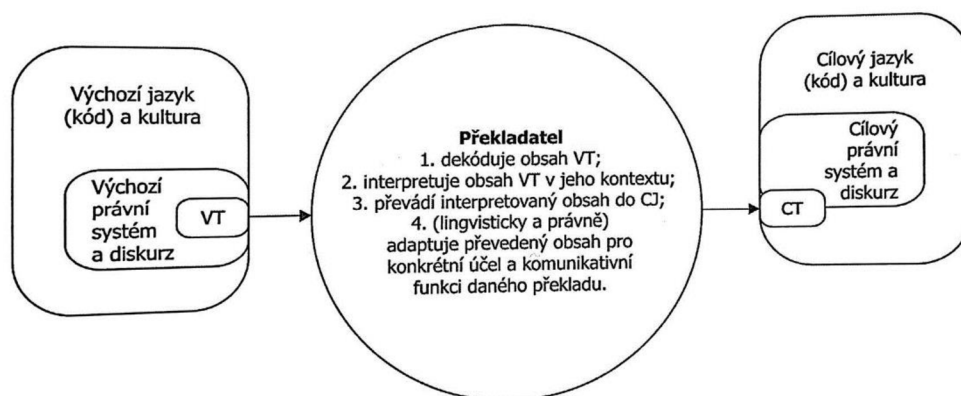 Výchozí jazyk
(kód) a kultura
Výchozí
právní
systém
a diskurz
VT
Překladatel
1. dekóduje obsah VT;
2. interpretuje obsah VT v jeho kontextu;
3. převádí interpretovaný obsah do CJ;
4. (lingvisticky a právně)
adaptuje převedený obsah pro
konkrétní účel a komunikativní
funkci daného překladu.
Cílový jazyk
(kód) a kultura
Cílový
právní
systém a
diskurz
CT